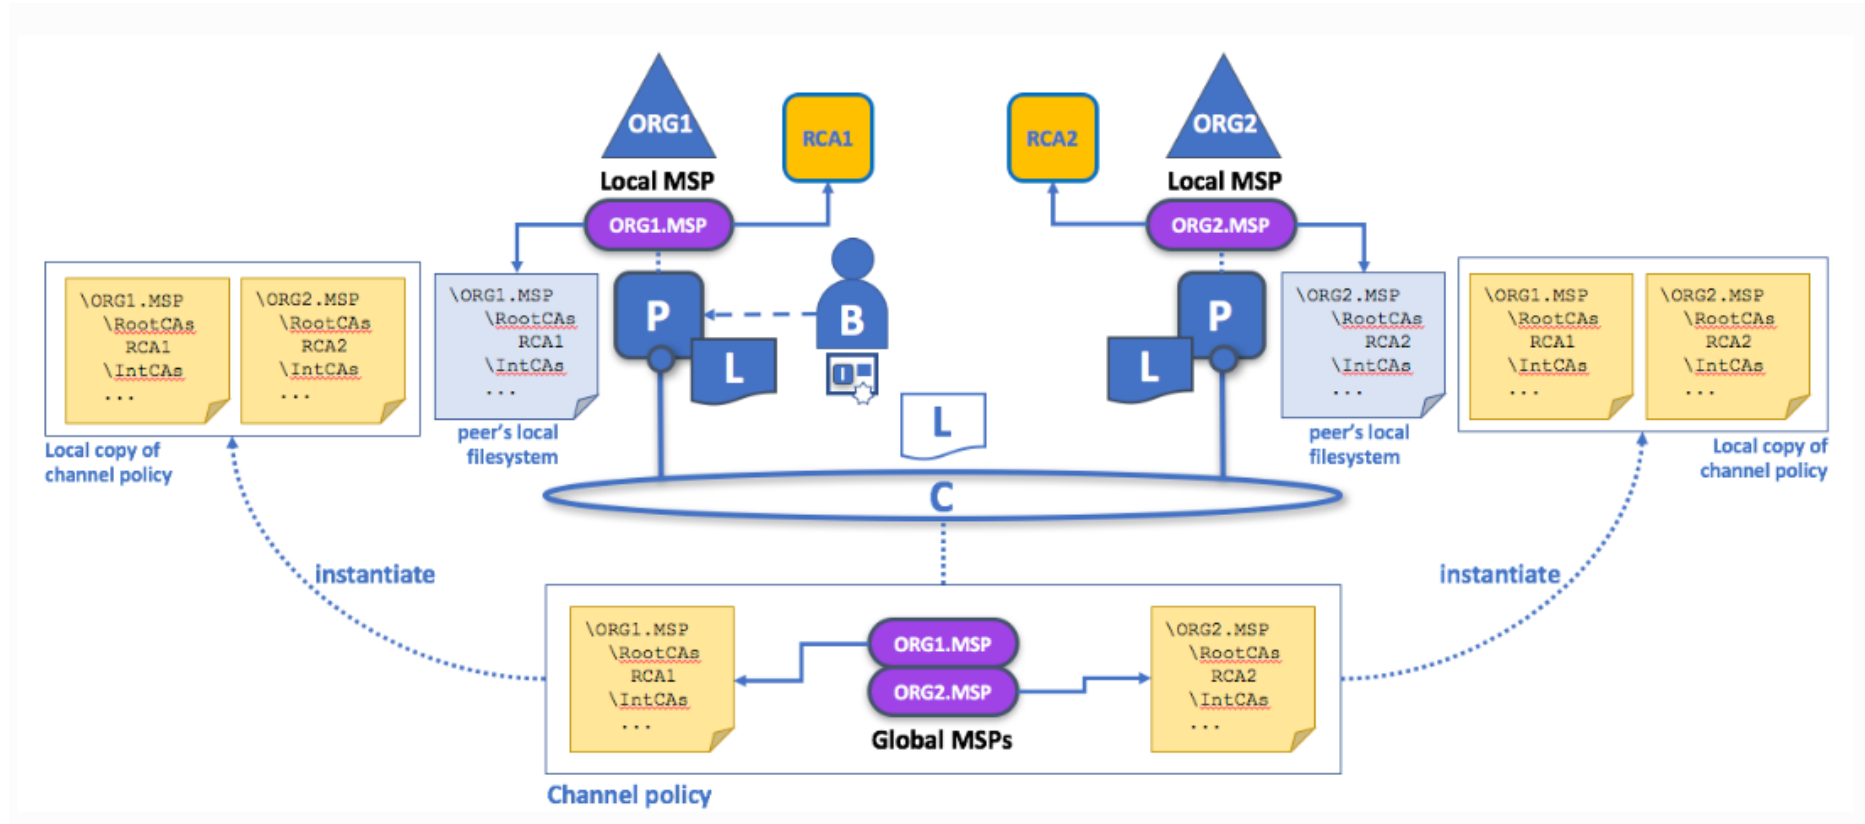 ORG1
RCA1
Local MSP
ORG1.MSP
RCA2
ORG2
Local MSP
ORG2.MSP
\ORG1.MSP
\RootCAs
RCA1
\IntCAs
...
\ORG2.MSP
\RootCAs
RCA2
\IntCAs
...
Local copy of
channel policy
\ORG1.MSP
\RootCAs
RCA1
\IntCAs
...
peer's local
filesystem
P
L
B
I
L
P
L
\ORG2.MSP
\RootCAs
RCA2
\IntCAs
...
peer's local
filesystem
\ORG1.MSP
\RootCAs
RCA1
\IntCAs
...
\ORG2.MSP
\RootCAs
RCA2
\IntCAs
...
Local copy of
channel policy
C
instantiate
instantiate
\ORG1.MSP
\RootCAs
RCA1
\IntCAs
...
ORG1.MSP
ORG2.MSP
Global MSPs
\ORG2.MSP
\RootCAs
RCA2
\IntCAs
...
Channel policy